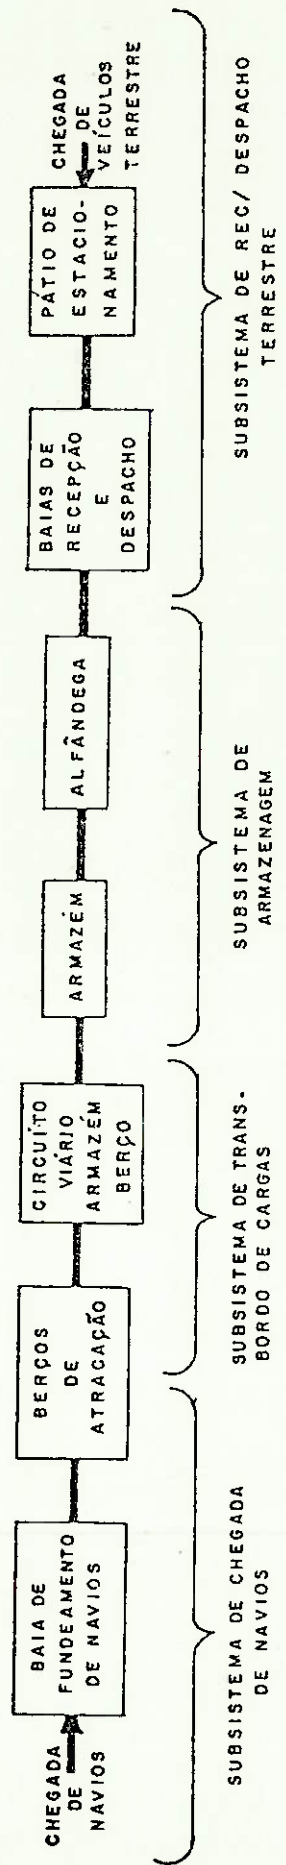 CHEGADA
DE
NAVIOS
BAIA DE
FUNDEAMENTO
DE NAVIOS
BERÇOS
DE
ATRACAÇÃO
CIRCUÍTO
VIÁRIO
ARMAZÉM
BERÇO
ARMAZÉM
ALFÂNDEGA
BAIAS DE
RECEPÇÃO
E
DESPACHO
PÁTIO DE
ESTACIO-
NAMENTO
CHEGADA
DE
VEÍCULOS
TERRESTRE
SUBSISTEMA DE CHEGADA
DE NAVIOS
SUBSISTEMA DE TRANS-
BORDO DE CARGAS
SUBSISTEMA DE
ARMAZENAGEM
SUBSISTEMA DE REC/ DESPACHO
TERRESTRE